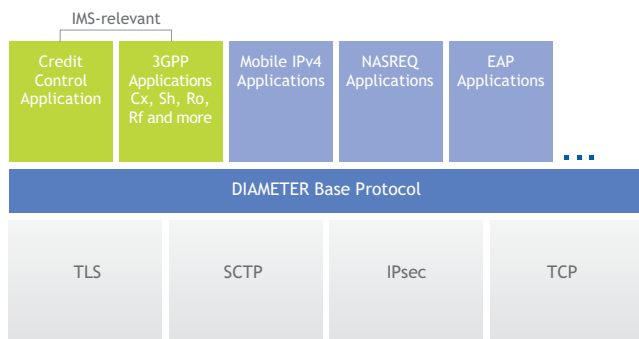 IMS-relevant
Credit
Control
Application
3GPP
Applications
Cx, Sh, Ro,
Rf and more
Mobile IPv4
Applications
NASREQ
Applications
EAP
Applications
...
DIAMETER Base Protocol
TLS
SCTP
IPsec
TCP